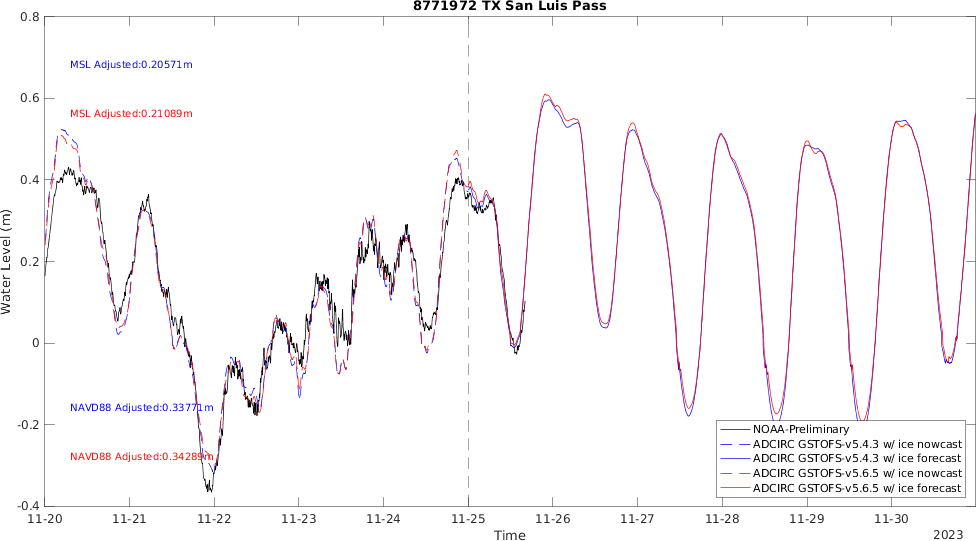 8771972 TX San Luis Pass
0.8
MSL Adjusted:0.20571m
0.6
MSL Adjusted:0.21089m
0.4
0.2
Water Level (m)
0
NAVD88 Adjusted:0.33771m
-0.2
NAVD88 Adjusted:0.34289m
-0.4
NOAA-Preliminary
ADCIRC GSTOFS-v5.4.3 w/ ice nowcast
ADCIRC GSTOFS-v5.4.3 w/ ice forecast
ADCIRC GSTOFS-v5.6.5 w/ ice nowcast
ADCIRC GSTOFS-v5.6.5 w/ ice forecast
11-20 11-21 11-22 11-23 11-24 11-25 11-26 11-27 11-28 11-29 11-30
Time
2023